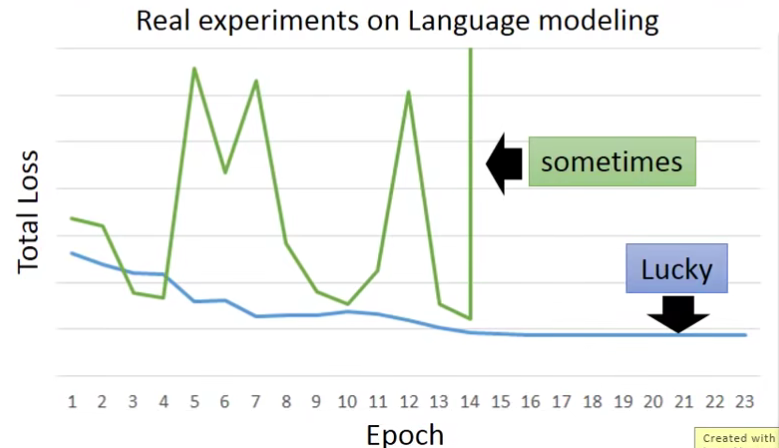 Real experiments on Language modeling
Total Loss
sometimes
Lucky
1 2 3 4 5 6 7 8 9 10 11 12 13 14 15 16 17 18 19 20 21 22 23
Epoch
Created with